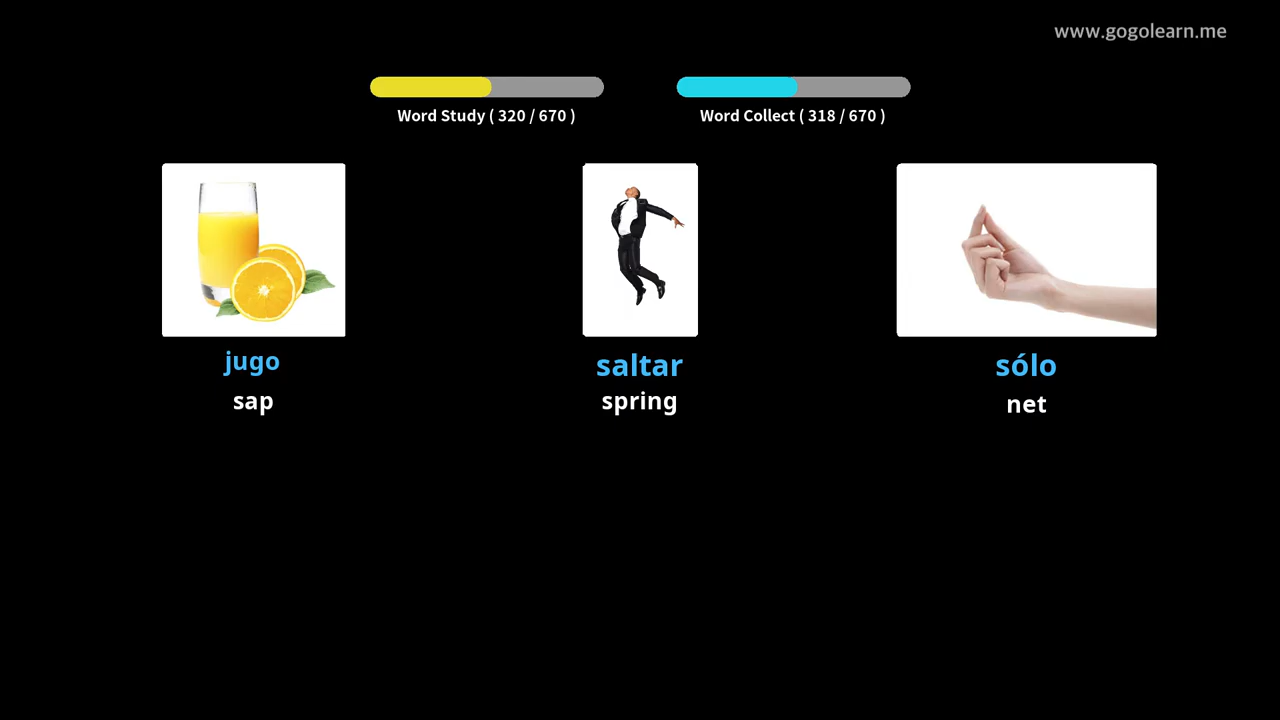 www.gogolearn.me
Word Study ( 320 / 670 )
Word Collect ( 318 / 670 )
jugo
sap
saltar
spring
sólo
net